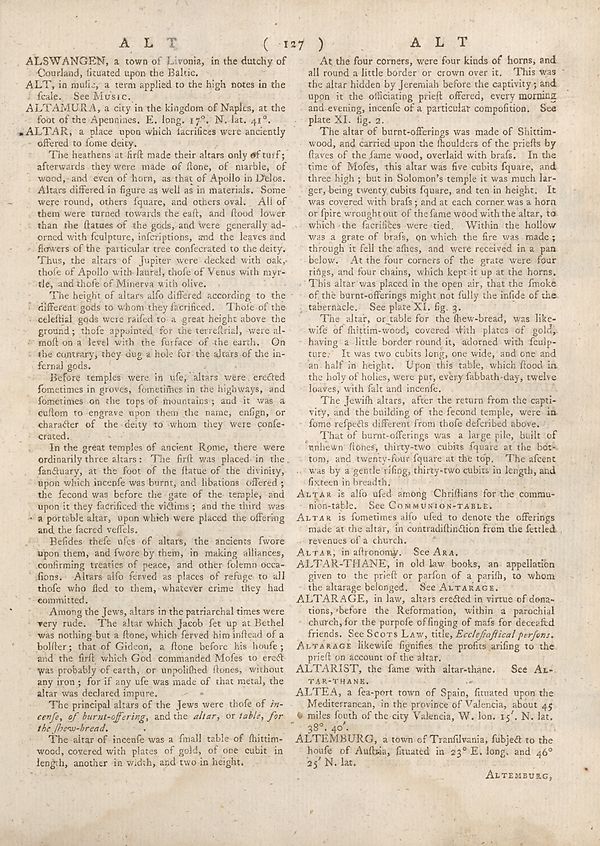 A L T ( 127 ) A L T
ALSWANGEN, a town of Livonia, in the dutchy of
Courland, ſituated upon the Baltic.
ALT, in muſic, a term applied to the high notes in the
ſcale. See Music.
ALTAMURA, a city in the kingdom of Naples, at the
foot of the Apennines. E. long. 17°. N. lat. 41°.
ALTAR, a place upon which ſacrifices were anciently
offered to ſome deity.
The heathens at firſt made their altars only of turf;
afterwards they were made of ſtone, of marble, of
wood, and even of horn, as that of Apollo in Delos.
Altars differed in figure as well as in materials. Some
were round, others ſquare, and others oval. All of
them were turned towards the eaſt, and ſtood lower
than the ſtatues of the gods, and were generally ad-
orned with ſculpture, inſcriptions, and the leaves and
flowers of the particular tree conſecrated to the deity.
Thus, the altars of Jupiter were decked with oak,
thoſe of Apollo with laurel, thoſe of Venus with myr-
tle, and thoſe of Minerva with olive.
The height of altars alſo differed according to the
different gods to whom they ſacrificed. Thoſe of the
celeſtial gods were raiſed to a great height above the
ground; thoſe appointed for the terreſtrial, were al-
moſt on a level with the ſurface of the earth. On
the contrary, they dug a hole for the altars of the in-
fernal gods.
Before temples were in uſe, altars were erected
ſometimes in groves, ſometimes in the highways, and
ſometimes on the tops of mountains; and it was a
cuſtom to engrave upon them the name, enſign, or
character of the deity to whom they were conſe-
crated.
In the great temples of ancient Rome, there were
ordinarily three altars: The firſt was placed in the
ſanctuary, at the foot of the ſtatue of the divinity,
upon which incenſe was burnt, and libations offered;
the ſecond was before the gate of the temple, and
upon it they ſacrificed the victims; and the third was
a portable altar, upon which were placed the offering
and the ſacred veſſels.
Beſides theſe uſes of altars, the ancients ſwore
upon them, and ſwore by them, in making alliances,
confirming treaties of peace, and other ſolemn occa-
ſions. Altars alſo ſerved as places of refuge to all
thoſe who fled to them, whatever crime they had
committed.
Among the Jews, altars in the patriarchal times were
very rude. The altar which Jacob ſet up at Bethel
was nothing but a ſtone, which ſerved him inſtead of a
bolſter; that of Gideon, a ſtone before his houſe;
and the firſt which God commanded Moſes to erect
was probably of earth, or unpoliſhed ſtones, without
any iron; for if any uſe was made of that metal, the
altar was declared impure.
The principal altars of the Jews were thoſe of in-
cenſe, of burnt-offering, and the altar, or table, for
the ſhew-bread.
The altar of incenſe was a ſmall table of ſhittim-
wood, covered with plates of gold, of one cubit in
length, another in width, and two in height.
At the four corners, were four kinds of horns, and
all round a little border or crown over it. This was
the altar hidden by Jeremiah before the captivity; and
upon it the officiating prieſt offered, every morning
and evening, incenſe of a particular compoſition. See
plate XI. fig. 2.
The altar of burnt-offerings was made of Shittim-
wood, and carried upon the ſhoulders of the prieſts by
ſtaves of the ſame wood, overlaid with braſs. In the
time of Moſes, this altar was five cubits ſquare, and
three high; but in Solomon's temple it was much lar-
ger, being twenty cubits ſquare, and ten in height. It
was covered with braſs; and at each corner was a horn
or ſpire wrought out of the ſame wood with the altar, to
which the ſacrifices were tied. Within the hollow
was a grate of braſs, on which the fire was made;
through it fell the aſhes, and were received in a pan
below. At the four corners of the grate were four
rings, and four chains, which kept it up at the horns.
This altar was placed in the open air, that the ſmoke
of the burnt-offerings might not ſully the inſide of the
tabernacle. See plate XI. fig. 3.
The altar, or table for the ſhew-bread, was like-
wiſe of ſhittim-wood, covered with plates of gold,
having a little border round it, adorned with ſculp-
ture. It was two cubits long, one wide, and one and
an half in height. Upon this table, which ſtood in
the holy of holies, were put, every ſabbath-day, twelve
loaves, with ſalt and incenſe.
The Jewiſh altars, after the return from the capti-
vity, and the building of the ſecond temple, were in
ſome reſpects different from thoſe deſcribed above.
That of burnt-offerings was a large pile, built of
unhewn ſtones, thirty-two cubits ſquare at the bot-
tom, and twenty-four ſquare at the top. The aſcent
was by a gentle riſing, thirty-two cubits in length, and
ſixteen in breadth.
Altar is alſo uſed among Chriſtians for the commu-
nion-table. See Communion-table.
Altar is ſometimes alſo uſed to denote the offerings
made at the altar, in contradiſtinction from the ſettled
revenues of a church.
Altar, in aſtronomy. See Ara.
ALTAR-THANE, in old law books, an appellation
given to the prieſt or parſon of a pariſh, to whom
the altarage belonged. See Altarage.
ALTARAGE, in law, altars erected in virtue of dona-
tions, before the Reformation, within a parochial
church, for the purpoſe of ſinging of maſs for deceaſed
friends. See Scots Law, title, Eccleſiaſtical perſons.
Altarage likewiſe ſignifies the profits ariſing to the
prieſt on account of the altar.
ALTARIST, the ſame with altar-thane. See Al-
tar-thane.
ALTEA, a ſea-port town of Spain, ſituated upon the
Mediterranean, in the province of Valencia, about 45
miles ſouth of the city Valencia, W. lon. 15'. N. lat.
38°. 40'.
ALTEMBURG, a town of Tranſilvania, ſubject to the
houſe of Auſtria, ſituated in 23° E. long. and 46°
25' N. lat.
Altemburg,